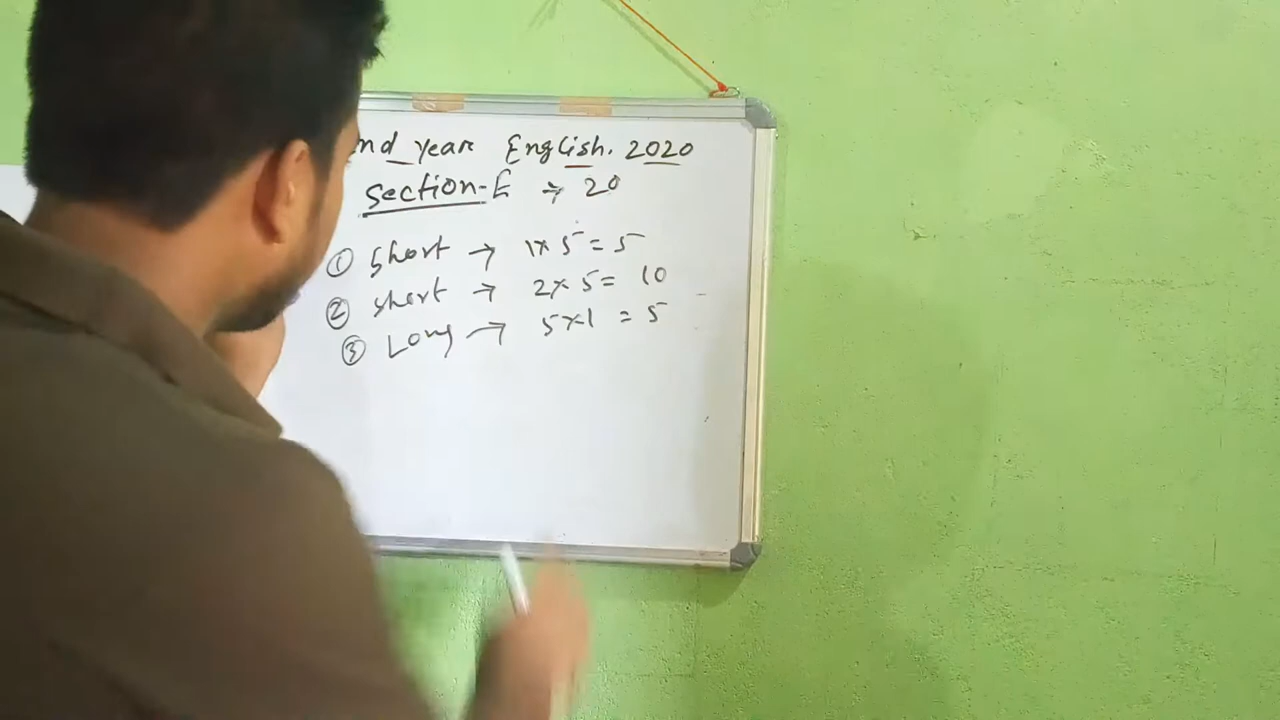 nd year English. 2020
Section-E → 20
① Short → 1×5=5
② Short → 2×5= 10
③ Long → 5×1 = 5